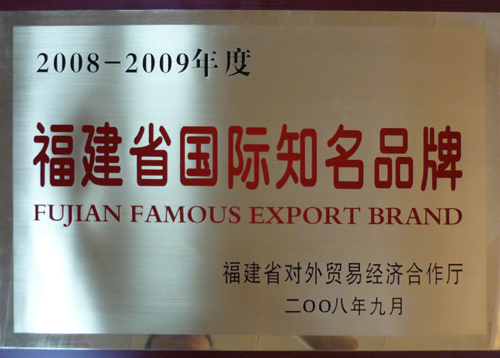 2008-2009年度
福建省国际知名品牌
FUJIAN FAMOUS EXPORT BRAND
福建省对外贸易经济合作厅
二OO八年九月